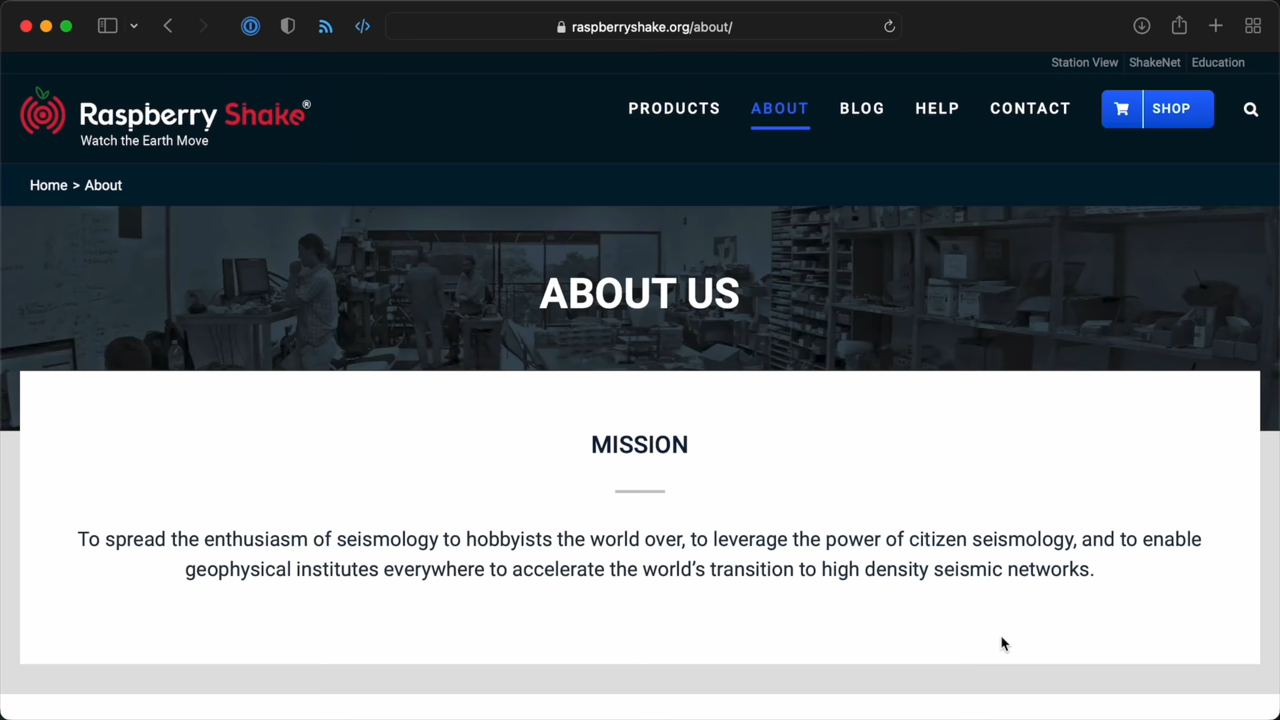 raspberryshake.org/about/
Station View ShakeNet Education
Raspberry Shake®
Watch the Earth Move
PRODUCTS ABOUT BLOG HELP CONTACT SHOP
Home > About
ABOUT US
MISSION
To spread the enthusiasm of seismology to hobbyists the world over, to leverage the power of citizen seismology, and to enable
geophysical institutes everywhere to accelerate the world's transition to high density seismic networks.